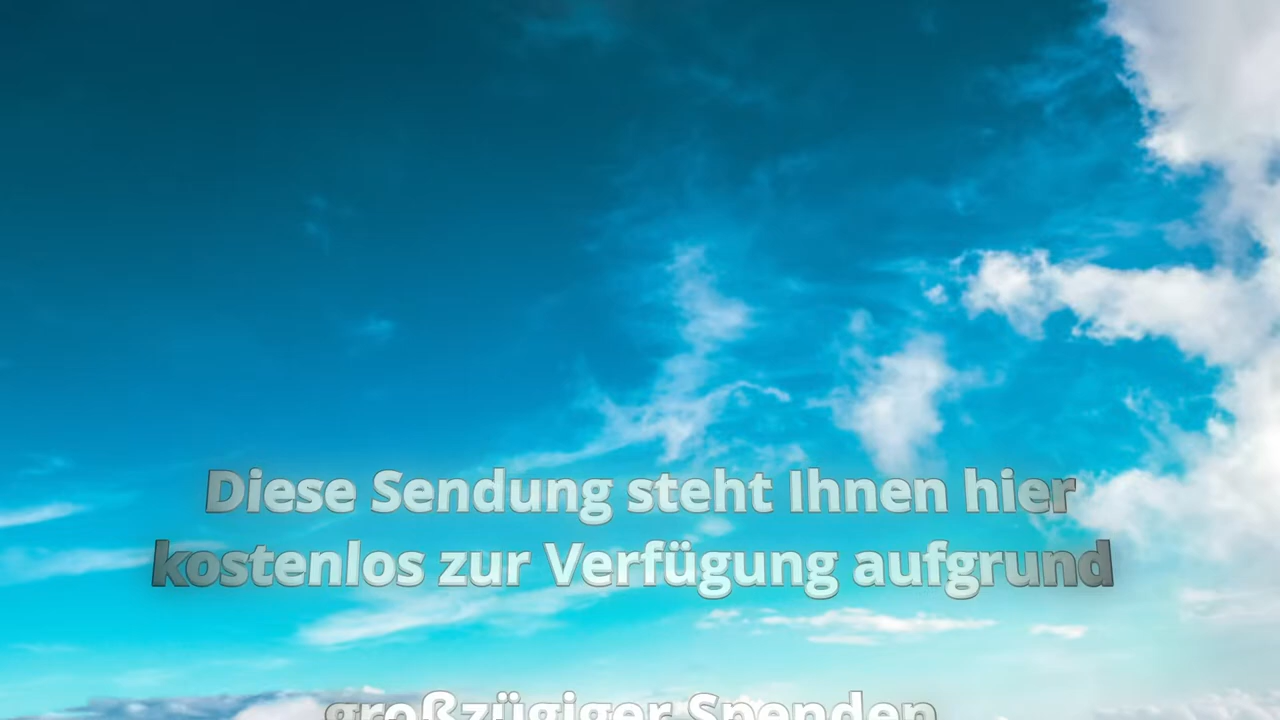 Diese Sendung steht Ihnen hier
kostenlos zur Verfügung aufgrund
großzügiger Spenden